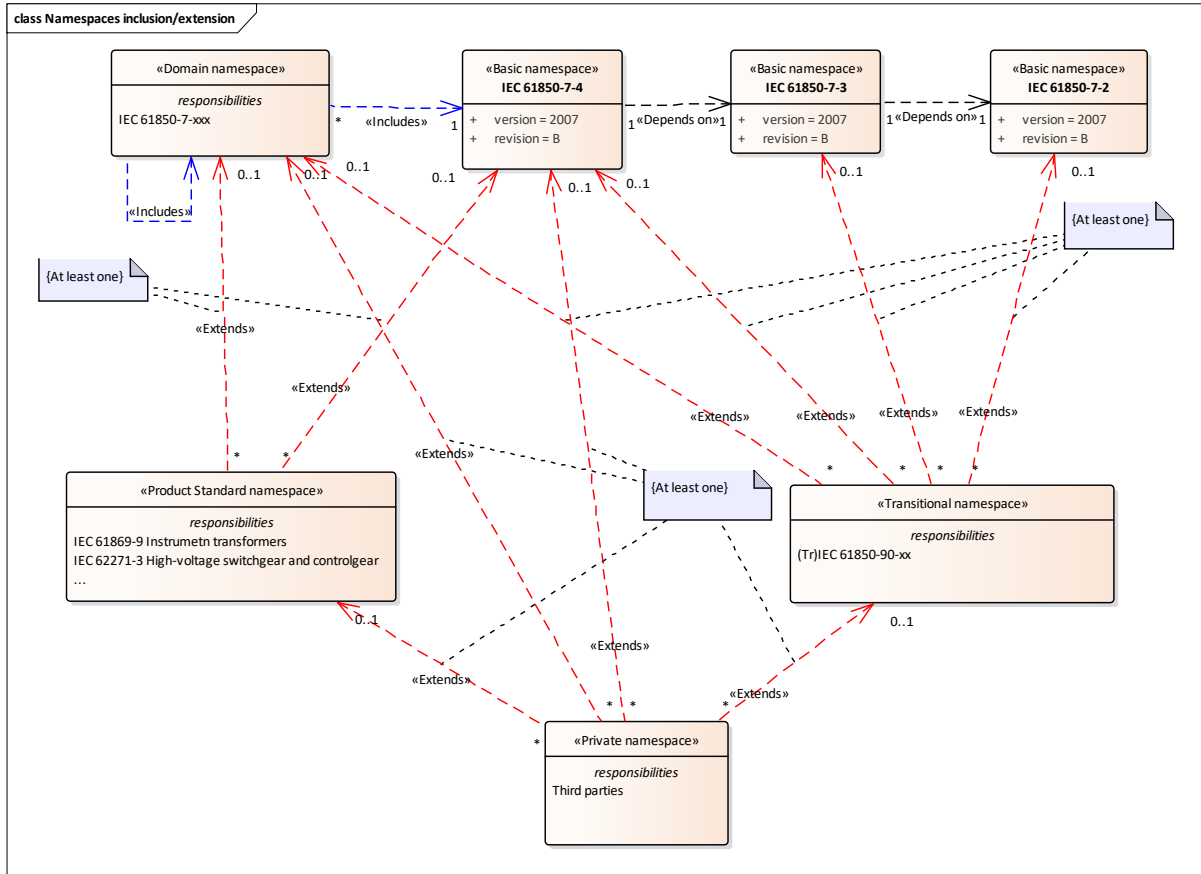 class Namespaces inclusion/extension
«Domain namespace»
responsibilities
IEC 61850-7-xxx
«Basic namespace»
IEC 61850-7-4
+ version = 2007
+ revision = B
«Basic namespace»
IEC 61850-7-3
+ version = 2007
+ revision = B
«Basic namespace»
IEC 61850-7-2
+ version = 2007
+ revision = B
*
«Includes»
1
1
«Depends on»
1
1
«Depends on»
1
«Includes»
0..1
0..1
0..1
0..1
0..1
0..1
0..1
0..1
{At least one}
{At least one}
«Extends»
«Extends»
«Extends»
«Extends»
«Extends»
«Extends»
«Extends»
*
*
*
*
*
*
«Product Standard namespace»
responsibilities
IEC 61869-9 Instrumetn transformers
IEC 62271-3 High-voltage switchgear and controlgear
...
{At least one}
«Transitional namespace»
responsibilities
(Tr)IEC 61850-90-xx
0..1
0..1
«Extends»
«Extends»
«Extends»
*
*
*
*
«Private namespace»
responsibilities
Third parties